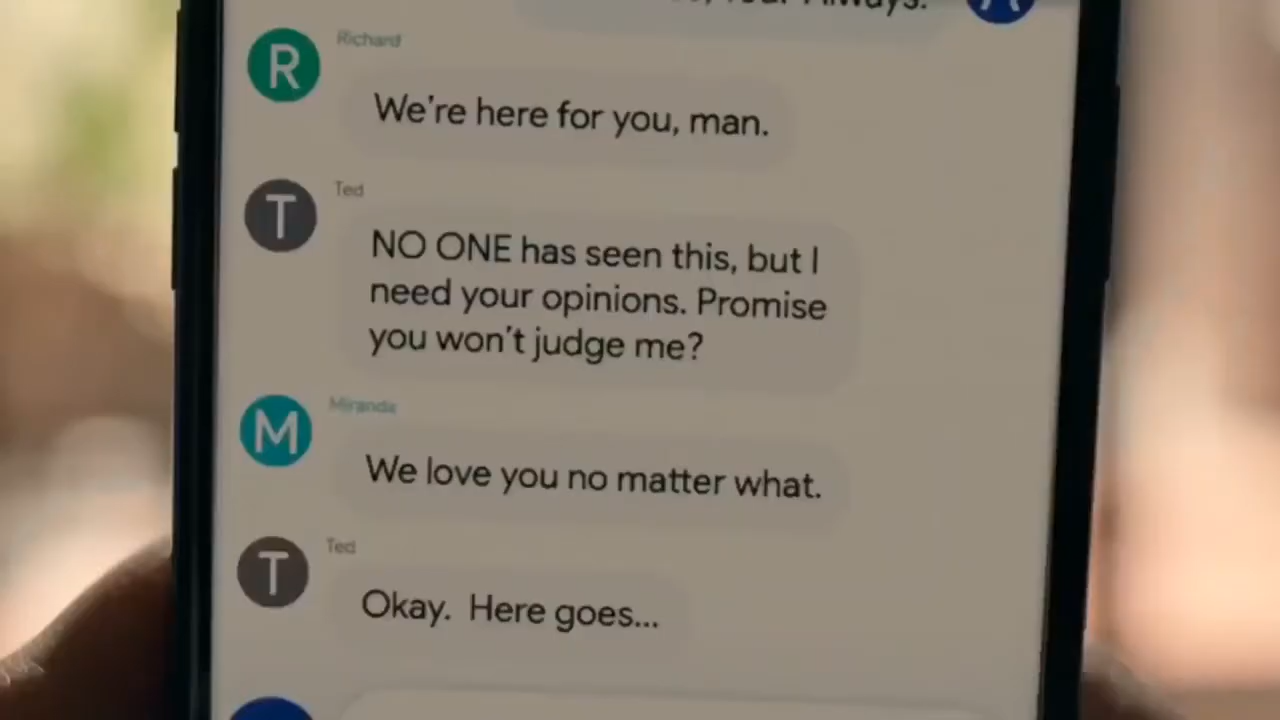 Always.
R
Richard
We're here for you, man.
T
Ted
NO ONE has seen this, but I
need your opinions. Promise
you won't judge me?
M
Miranda
We love you no matter what.
T
Ted
Okay. Here goes...